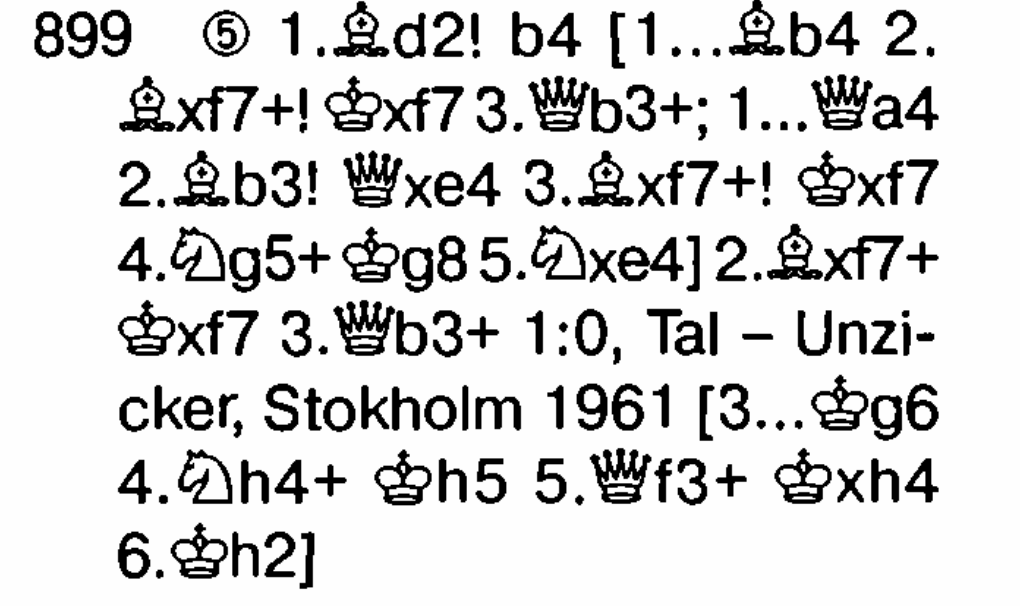 899 ⑤ 1.♗d2! b4 [1...♗b4 2.
♗xf7+! ♔xf7 3.♕b3+; 1...♕a4
2.♗b3! ♕xe4 3.♗xf7+! ♔xf7
4.♘g5+ ♔g8 5.♘xe4] 2.♗xf7+
♔xf7 3.♕b3+ 1:0, Tal – Unzi-
cker, Stokholm 1961 [3...♔g6
4.♘h4+ ♔h5 5.♕f3+ ♔xh4
6.♔h2]